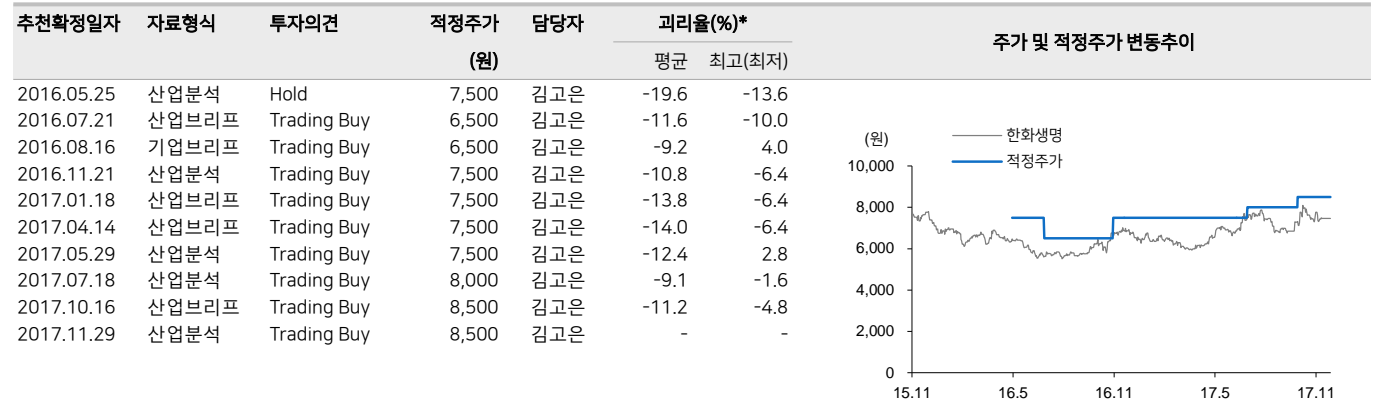 추천확정일자 자료형식 투자의견 적정주가 담당자 괴리율(%)* 주가 및 적정주가 변동추이
(원) 평균 최고(최저)
2016.05.25 산업분석 Hold 7,500 김고은 -19.6 -13.6
2016.07.21 산업브리프 Trading Buy 6,500 김고은 -11.6 -10.0
2016.08.16 기업브리프 Trading Buy 6,500 김고은 -9.2 4.0
2016.11.21 산업분석 Trading Buy 7,500 김고은 -10.8 -6.4
2017.01.18 산업브리프 Trading Buy 7,500 김고은 -13.8 -6.4
2017.04.14 산업브리프 Trading Buy 7,500 김고은 -14.0 -6.4
2017.05.29 산업분석 Trading Buy 7,500 김고은 -12.4 2.8
2017.07.18 산업분석 Trading Buy 8,000 김고은 -9.1 -1.6
2017.10.16 산업브리프 Trading Buy 8,500 김고은 -11.2 -4.8
2017.11.29 산업분석 Trading Buy 8,500 김고은 - -
(원)
한화생명
적정주가
10,000
8,000
6,000
4,000
2,000
0
15.11 16.5 16.11 17.5 17.11